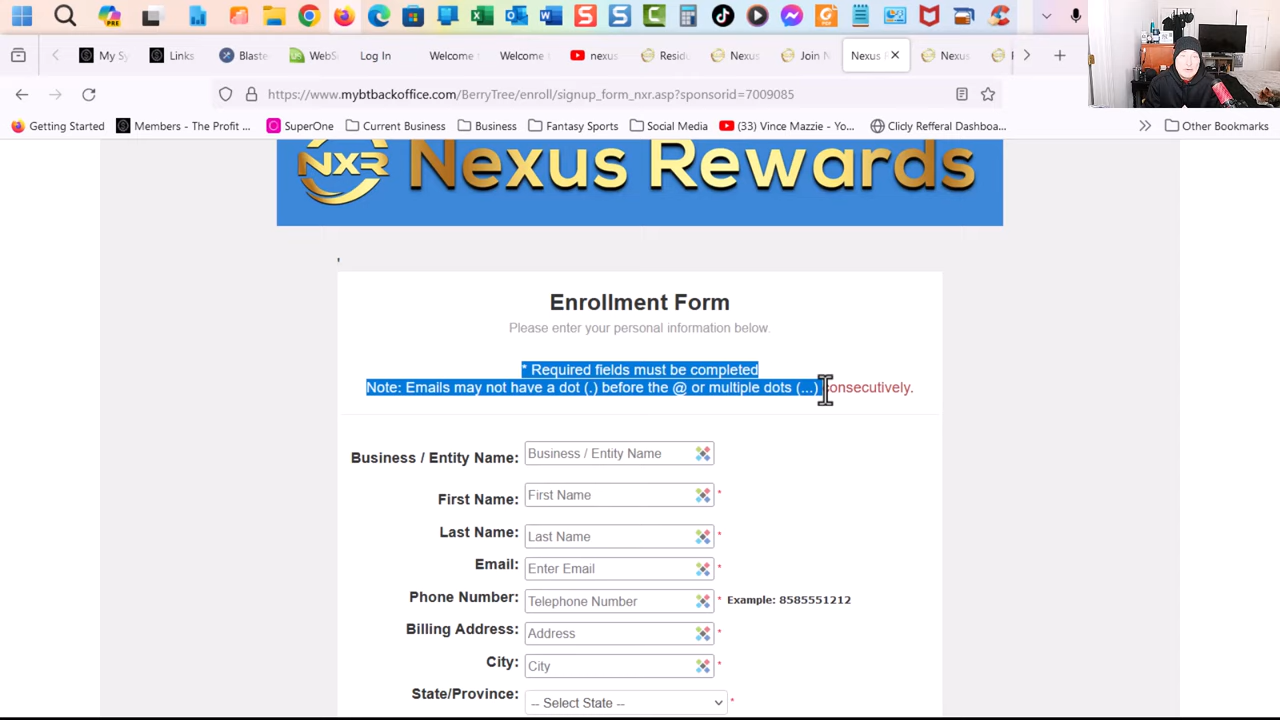 PRE
S
S
C
My Sy
Links
Blaste
WebS
Log In
Welcome
Welcome
nexus
Resid
Nexus
Join N
Nexus
Nexus
https://www.mybtbackoffice.com/BerryTree/enroll/signup_form_nxr.asp?sponsorid=7009085
Getting Started
Members - The Profit ...
SuperOne
Current Business
Business
Fantasy Sports
Social Media
(33) Vince Mazzie - Yo...
Clicly Refferal Dashboa...
Other Bookmarks
NXR Nexus Rewards
'
Enrollment Form
Please enter your personal information below.
* Required fields must be completed
Note: Emails may not have a dot (.) before the @ or multiple dots (...) consecutively.
Business / Entity Name: Business / Entity Name
First Name: First Name *
Last Name: Last Name *
Email: Enter Email *
Phone Number: Telephone Number * Example: 8585551212
Billing Address: Address *
City: City *
State/Province: -- Select State -- *